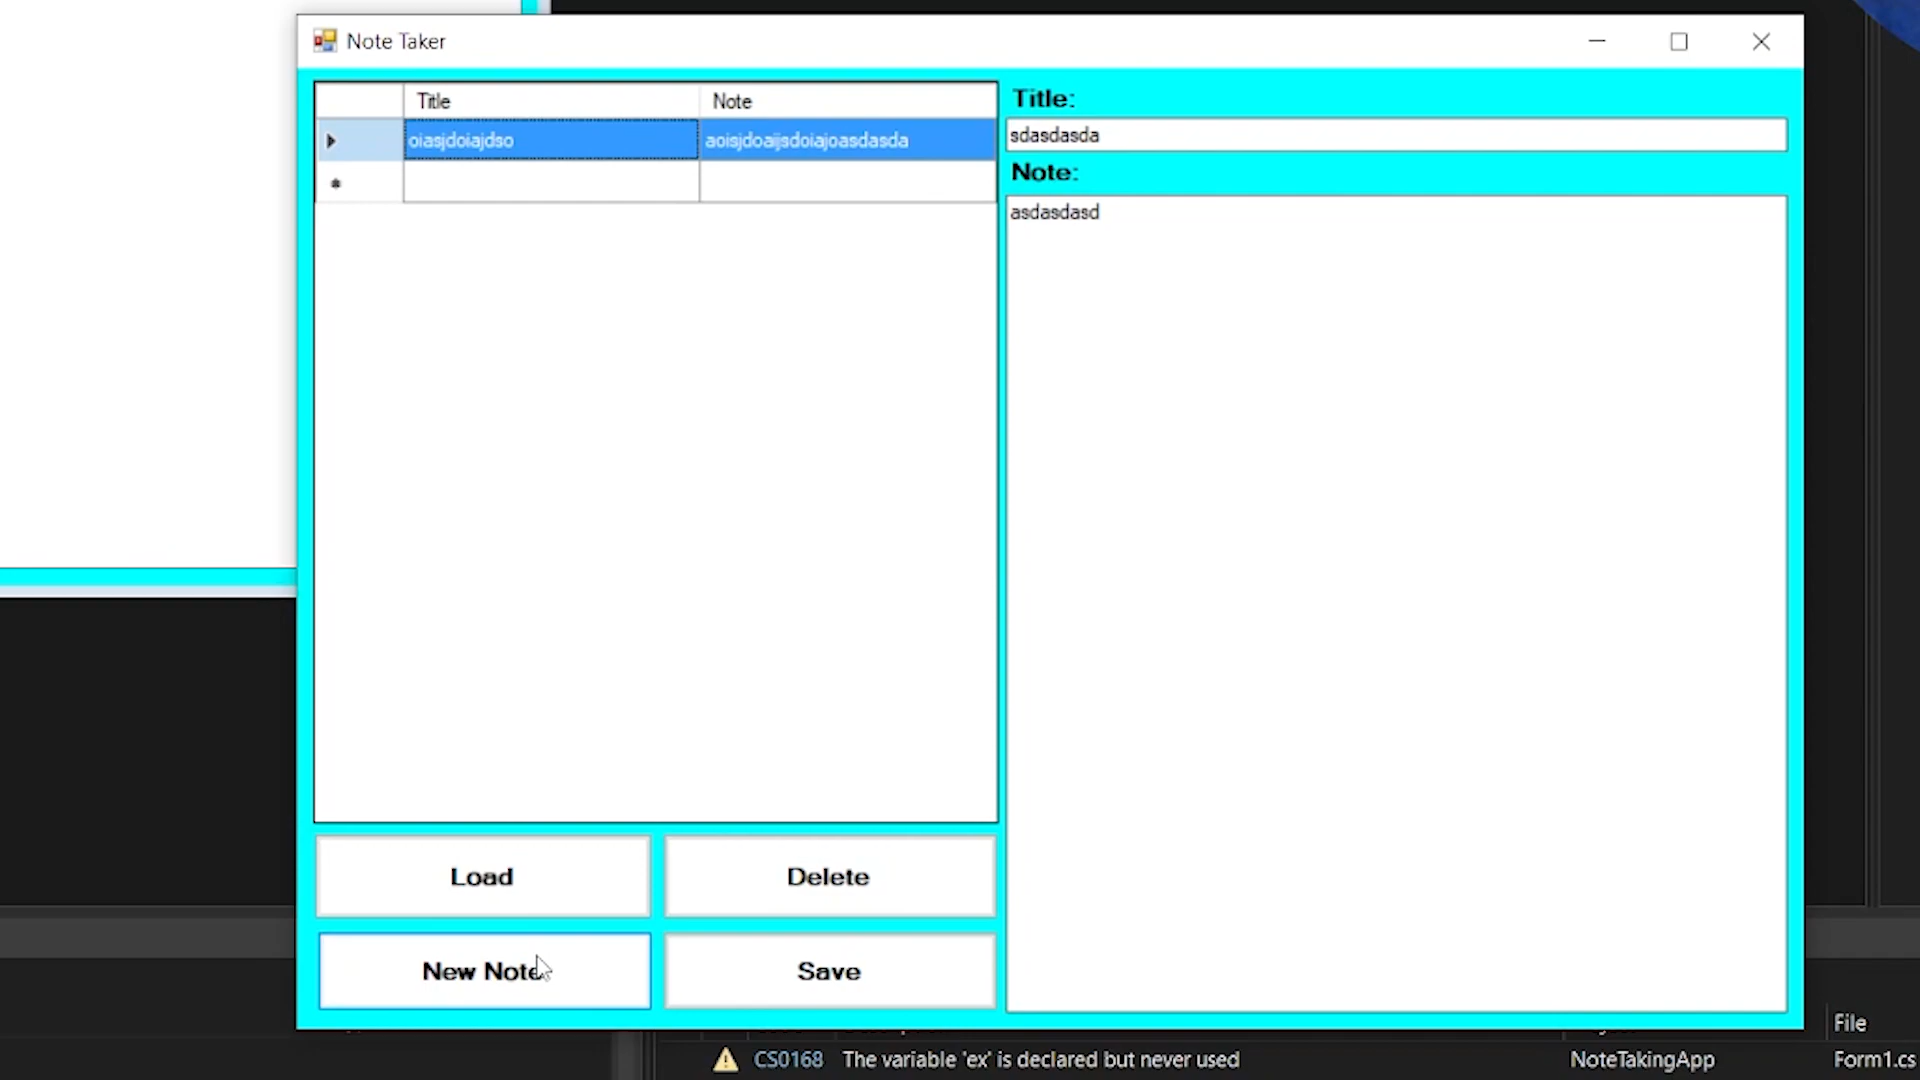 Note Taker
Title Note
oiasjdoiajdso aoisjdoaijsdoiajoasdasda
Title:
sdasdasda
Note:
asdasdasd
Load Delete
New Note Save
File
CS0168 The variable 'ex' is declared but never used NoteTakingApp Form1.cs